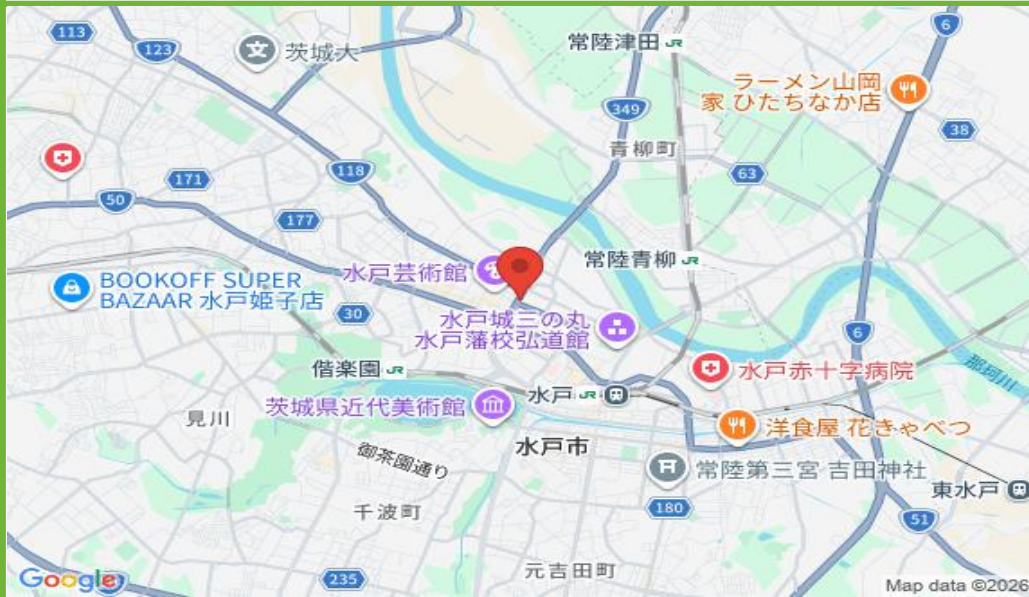 113
123
茨城大
常陸津田 JR
6
ラーメン山岡
家 ひたちなか店
349
38
青柳町
118
63
171
50
177
水戸芸術館
常陸青柳 JR
BOOKOFF SUPER
BAZAAR 水戸姫子店
30
水戸城三の丸
水戸藩校弘道館
6
那珂川
偕楽園 JR
水戸赤十字病院
水戸 JR
茨城県近代美術館
見川
洋食屋 花きゃべつ
水戸市
御茶園通り
常陸第三宮 吉田神社
東水戸
180
千波町
51
元吉田町
235
Google
Map data ©2026